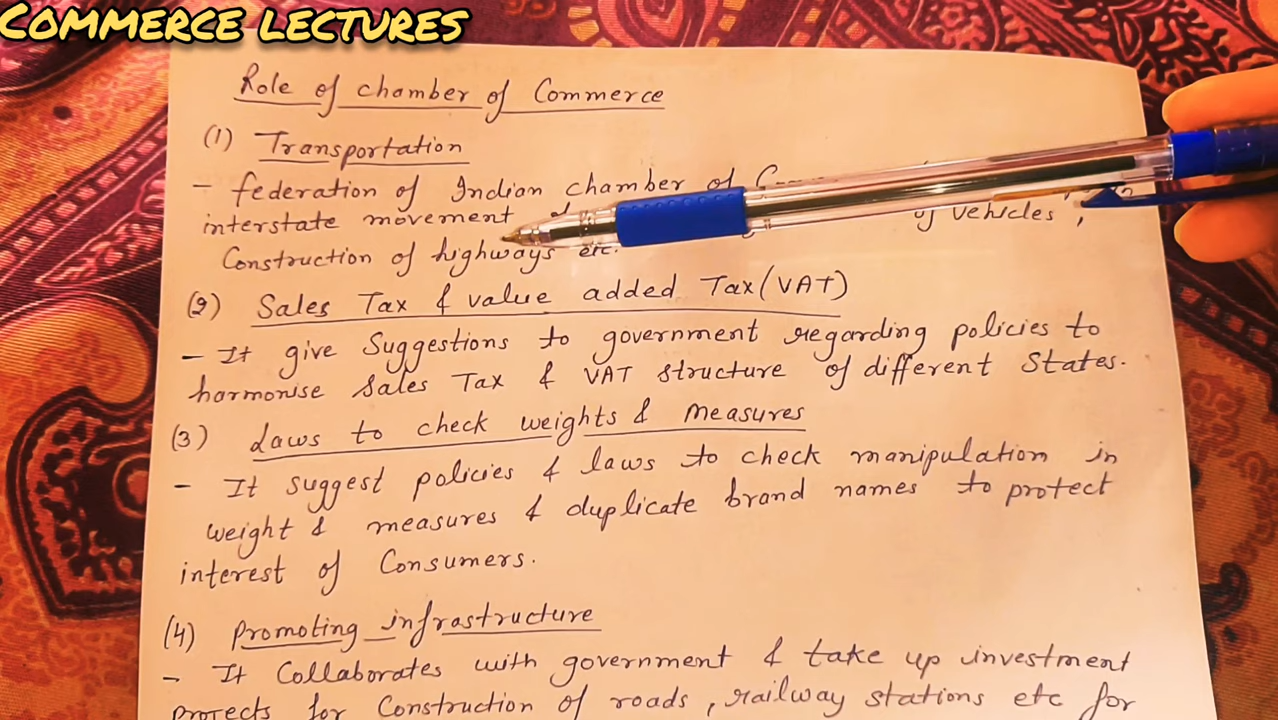 COMMERCE LECTURES
Role of chamber of Commerce
(1) Transportation
- federation of Indian chamber of
interstate movement of vehicles,
Construction of highways etc.
(2) Sales Tax & value added Tax (VAT)
- It give Suggestions to government regarding policies to
harmonise Sales Tax & VAT structure of different States.
(3) Laws to check weights & measures
- It suggest policies & laws to check manipulation in
weight & measures & duplicate brand names to protect
interest of Consumers.
(4) Promoting infrastructure
- It Collaborates with government & take up investment
projects for Construction of roads, railway stations etc for